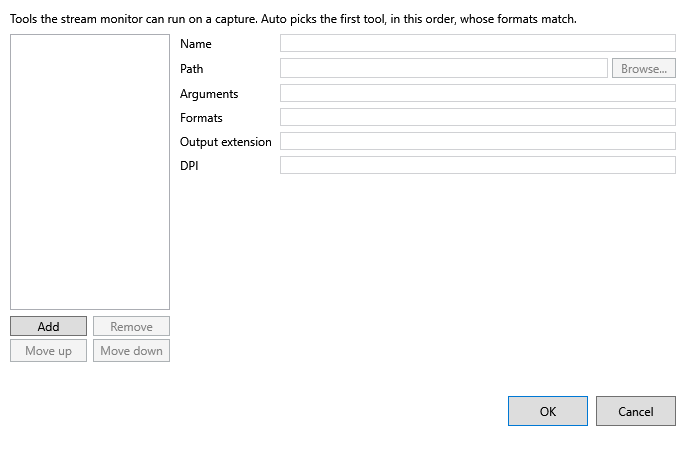 Tools the stream monitor can run on a capture. Auto picks the first tool, in this order, whose formats match.
Name
Path
Browse...
Arguments
Formats
Output extension
DPI
Add
Remove
Move up
Move down
OK
Cancel